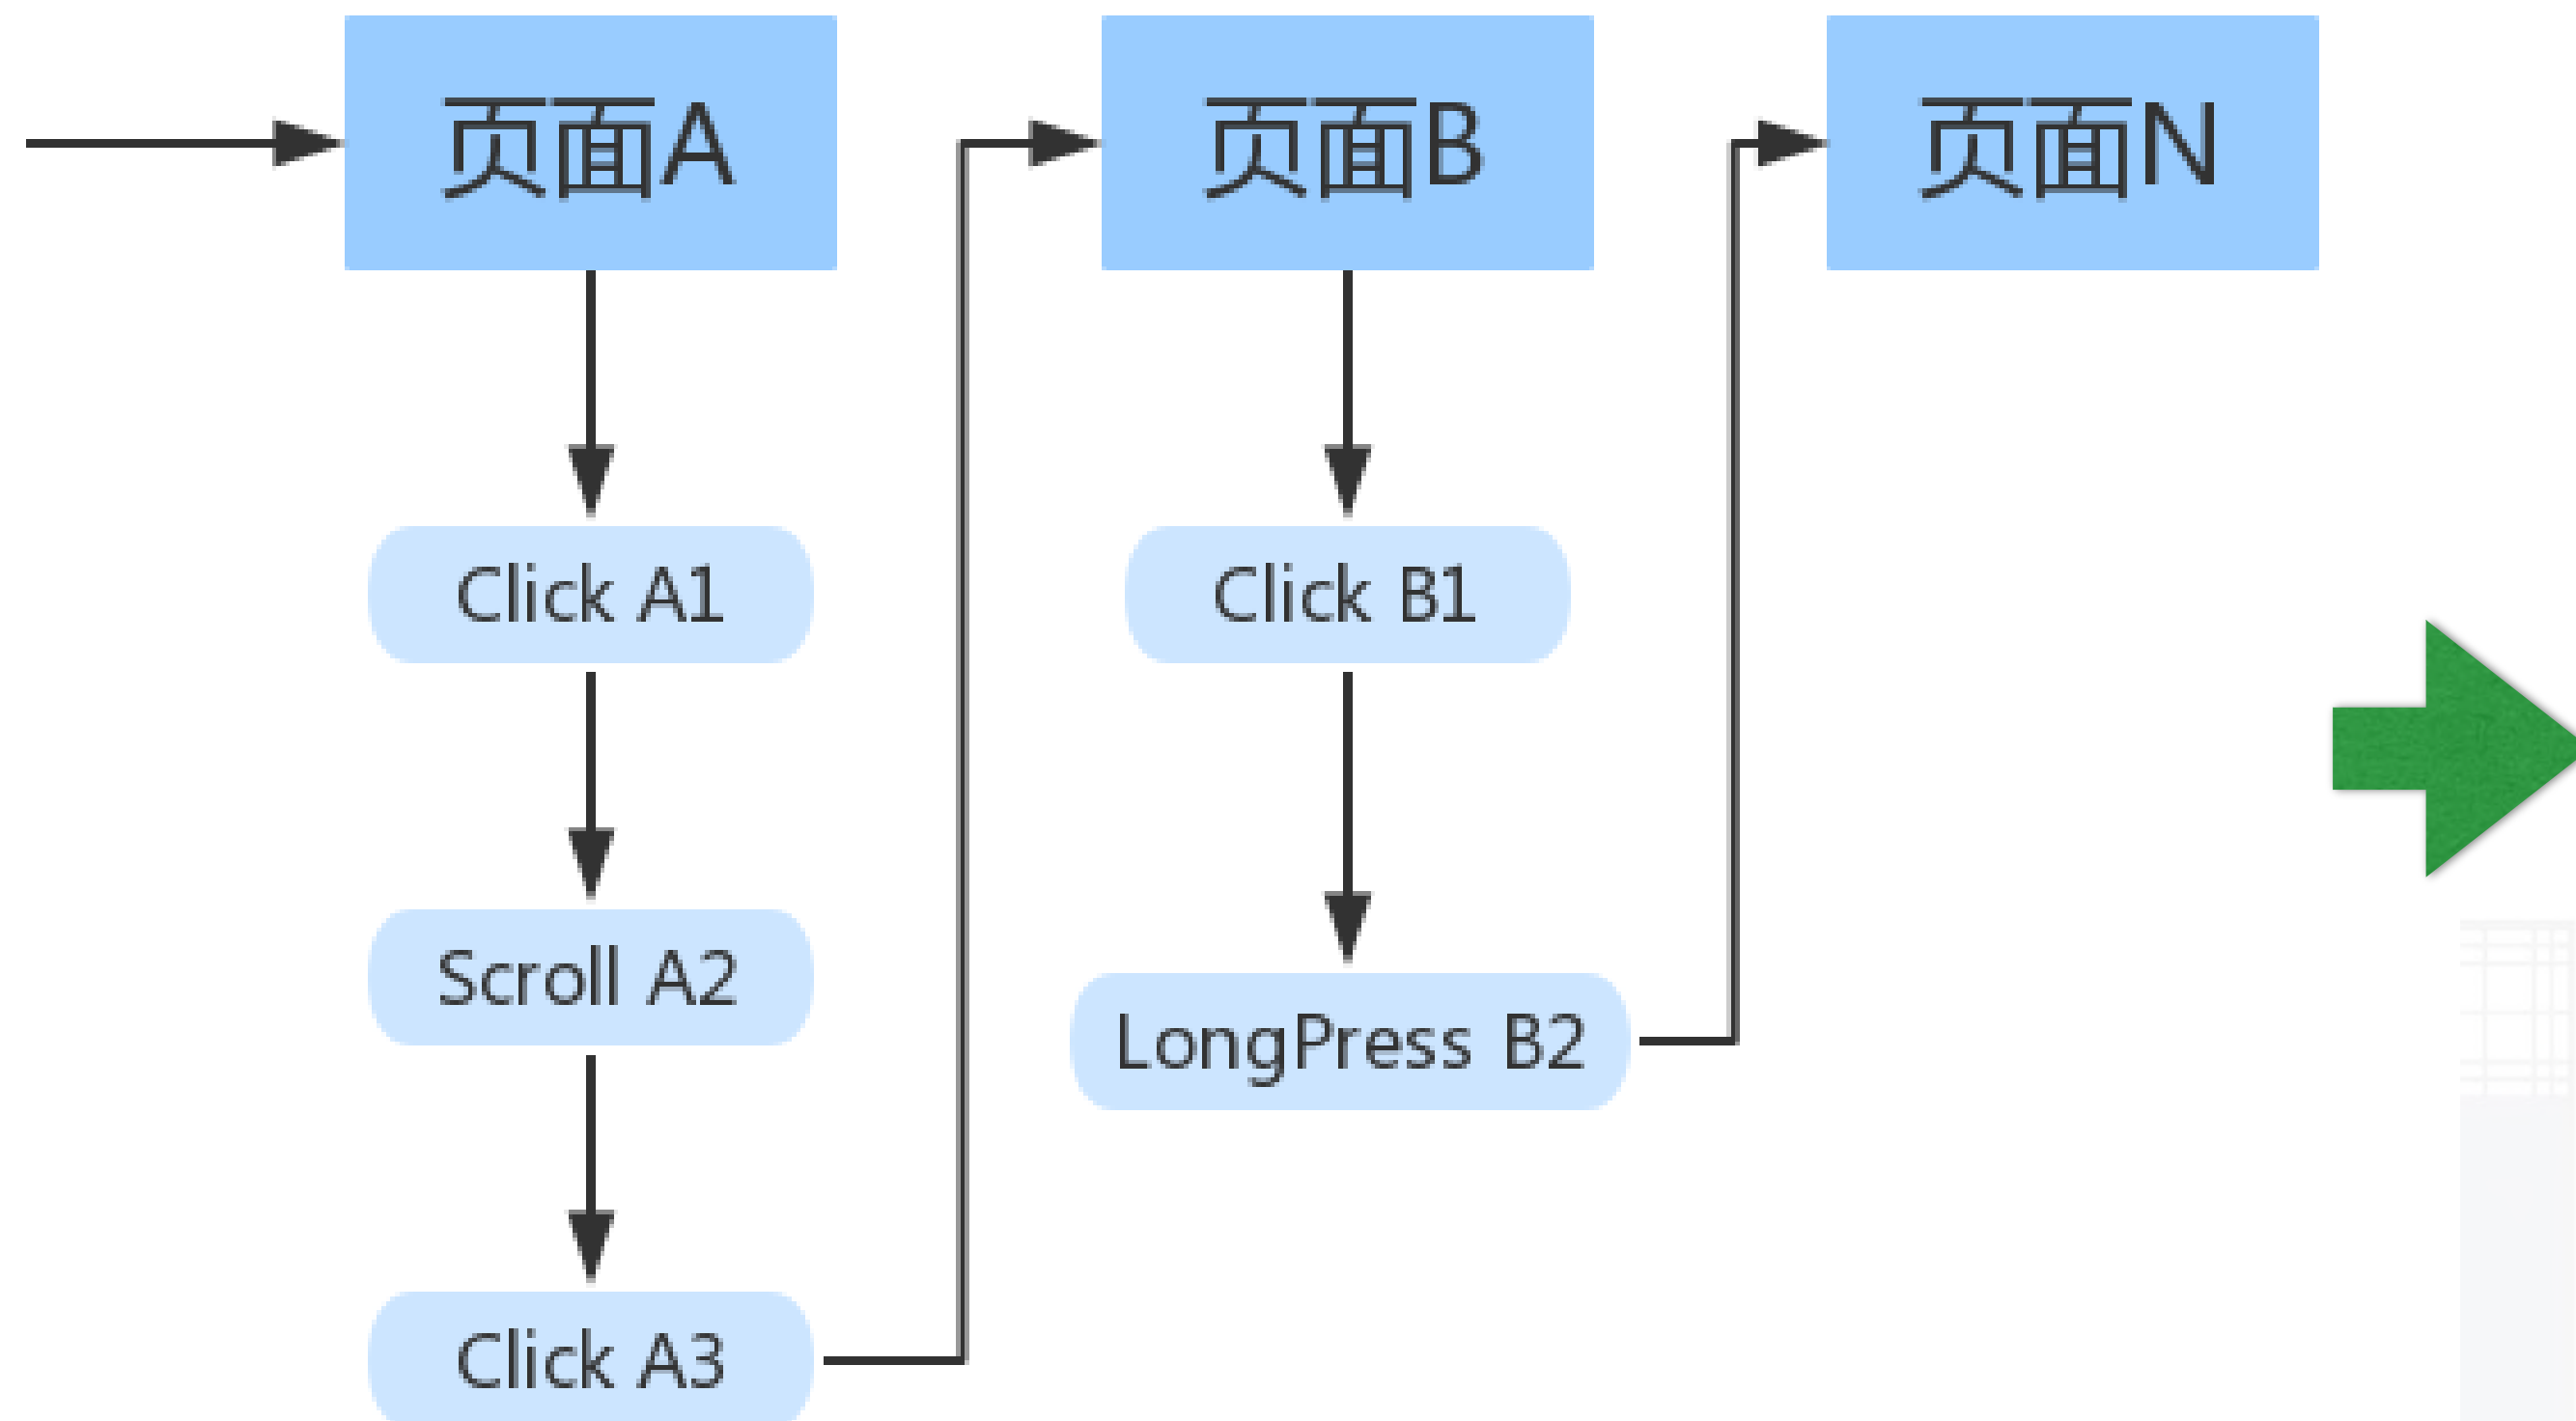 页面A
Click A1
Scroll A2
Click A3
页面B
Click B1
LongPress B2
页面N